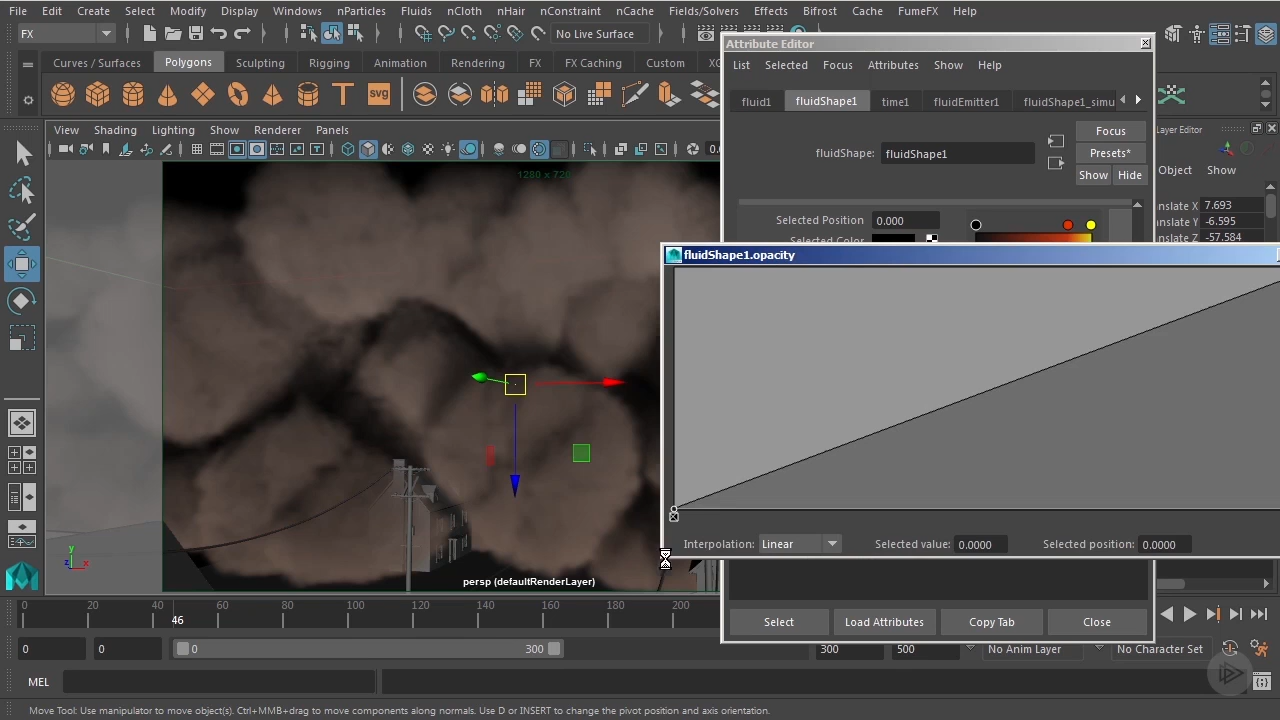 File Edit Create Select Modify Display Windows nParticles Fluids nCloth nHair nConstraint nCache Fields/Solvers Effects Bifrost Cache FumeFX Help
FX
No Live Surface
Curves / Surfaces Polygons Sculpting Rigging Animation Rendering FX FX Caching Custom
svg
View Shading Lighting Show Renderer Panels
1280 x 720
persp (defaultRenderLayer)
y
z x
Attribute Editor
List Selected Focus Attributes Show Help
fluid1 fluidShape1 time1 fluidEmitter1 fluidShape1_simu
fluidShape: fluidShape1
Focus
Presets*
Show Hide
Selected Position 0.000
Selected Color
fluidShape1.opacity
Interpolation: Linear Selected value: 0.0000 Selected position: 0.0000
Select Load Attributes Copy Tab Close
Layer Editor
Object Show
anslate X 7.693
anslate Y -6.595
anslate Z -57.584
0 20 40 60 80 100 120 140 160 180 200
46
0 0 0 300 300 500 No Anim Layer No Character Set
MEL
Move Tool: Use manipulator to move object(s). Ctrl+MMB+drag to move components along normals. Use D or INSERT to change the pivot position and axis orientation.